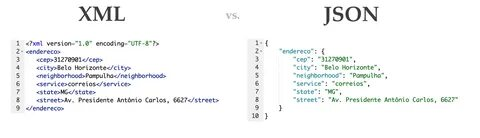 XML vs. JSON
1 <?xml version="1.0" encoding="UTF-8"?>
2 <endereco>
3 <cep>31270901</cep>
4 <city>Belo Horizonte</city>
5 <neighborhood>Pampulha</neighborhood>
6 <service>correios</service>
7 <state>MG</state>
8 <street>Av. Presidente Antônio Carlos, 6627</street>
9 </endereco>
1 {
2 "endereco": {
3 "cep": "31270901",
4 "city": "Belo Horizonte",
5 "neighborhood": "Pampulha",
6 "service": "correios",
7 "state": "MG",
8 "street": "Av. Presidente Antônio Carlos, 6627"
9 }
10 }